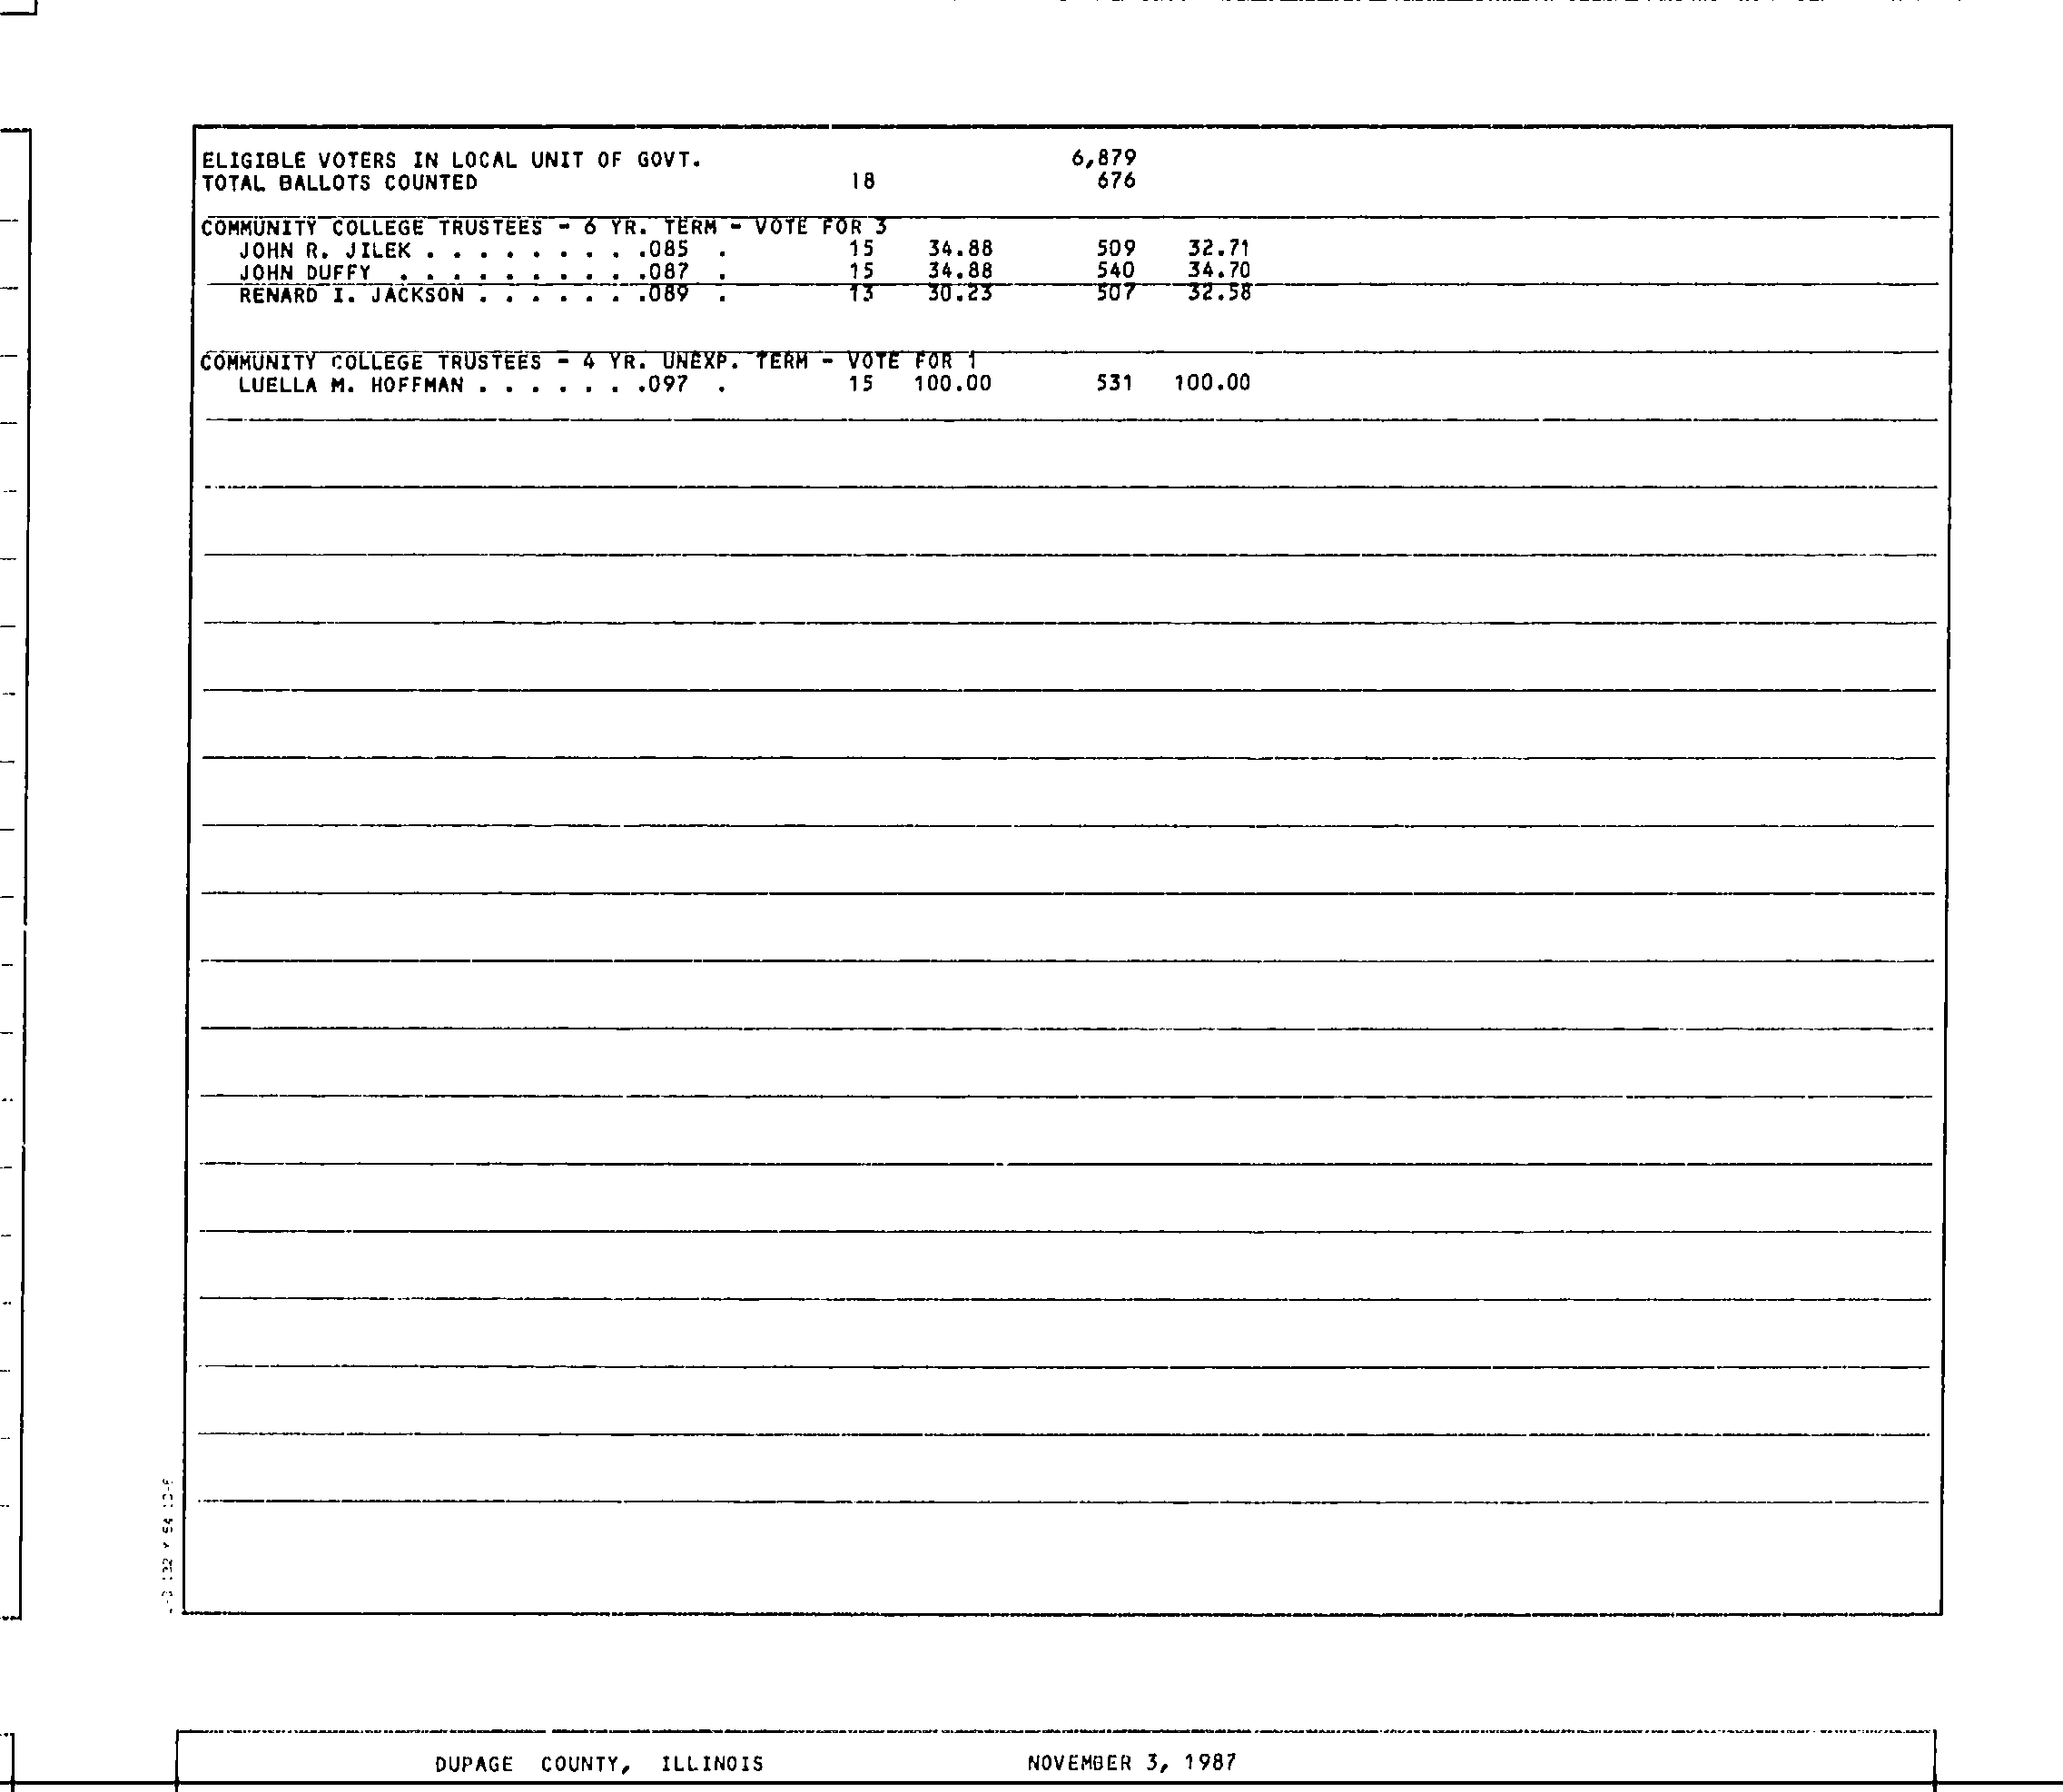 ELIGIBLE VOTERS IN LOCAL UNIT OF GOVT. 6,879
TOTAL BALLOTS COUNTED 18 676
COMMUNITY COLLEGE TRUSTEES - 6 YR. TERM - VOTE FOR 3
JOHN R. JILEK . . . . . . . . .085 . 15 34.88 509 32.71
JOHN DUFFY . . . . . . . . . .087 . 15 34.88 540 34.70
RENARD I. JACKSON . . . . . . .089 . 13 30.23 507 32.58
COMMUNITY COLLEGE TRUSTEES - 4 YR. UNEXP. TERM - VOTE FOR 1
LUELLA M. HOFFMAN . . . . . . .097 . 15 100.00 531 100.00
DUPAGE COUNTY, ILLINOIS NOVEMBER 3, 1987